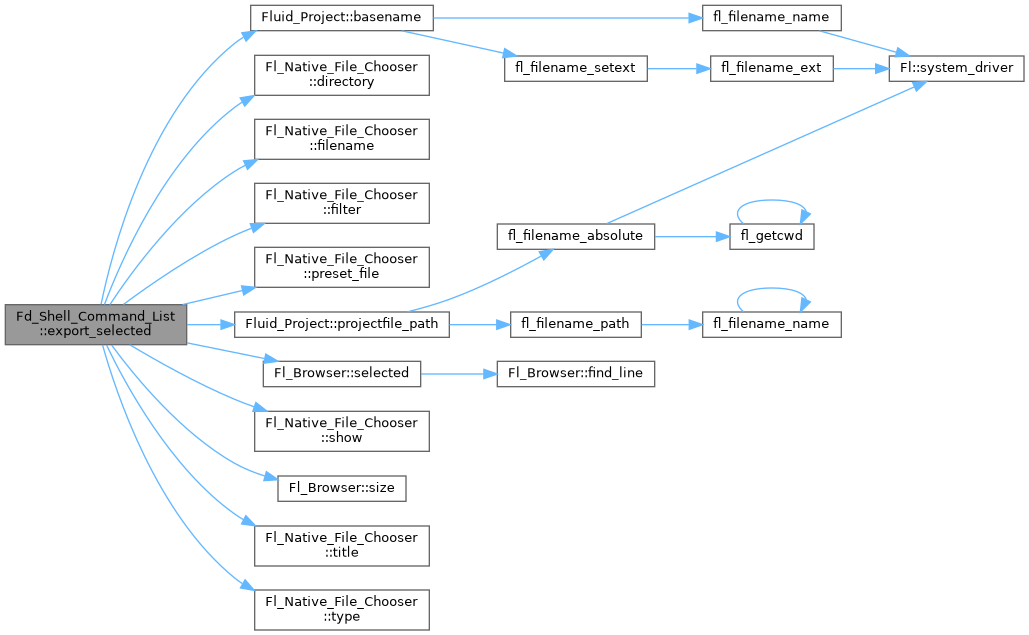 Fluid_Project::basename
fl_filename_name
Fl_Native_File_Chooser
::directory
fl_filename_setext
fl_filename_ext
Fl::system_driver
Fl_Native_File_Chooser
::filename
Fl_Native_File_Chooser
::filter
fl_filename_absolute
fl_getcwd
Fl_Native_File_Chooser
::preset_file
Fd_Shell_Command_List
::export_selected
Fluid_Project::projectfile_path
fl_filename_path
fl_filename_name
Fl_Browser::selected
Fl_Browser::find_line
Fl_Native_File_Chooser
::show
Fl_Browser::size
Fl_Native_File_Chooser
::title
Fl_Native_File_Chooser
::type